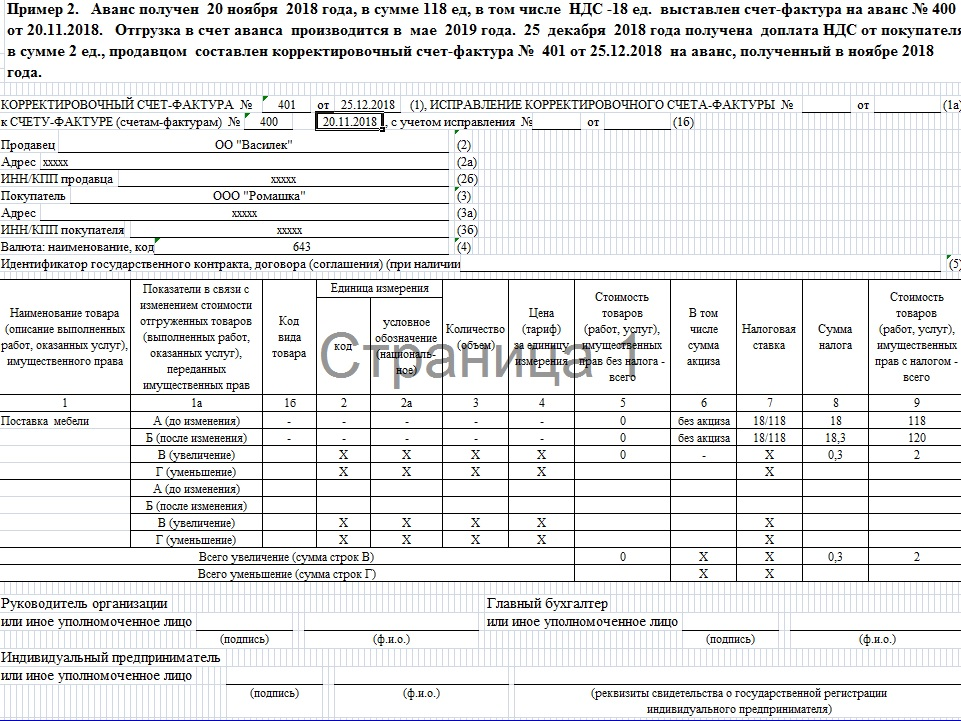 Пример 2. Аванс получен 20 ноября 2018 года, в сумме 118 ед, в том числе НДС -18 ед. выставлен счет-фактура на аванс № 400
от 20.11.2018. Отгрузка в счет аванса производится в мае 2019 года. 25 декабря 2018 года получена доплата НДС от покупателя
в сумме 2 ед., продавцом составлен корректировочный счет-фактура № 401 от 25.12.2018 на аванс, полученный в ноябре 2018
года.
КОРРЕКТИРОВОЧНЫЙ СЧЕТ-ФАКТУРА № 401 от 25.12.2018 (1), ИСПРАВЛЕНИЕ КОРРЕКТИРОВОЧНОГО СЧЕТА-ФАКТУРЫ № от (1а)
к СЧЕТУ-ФАКТУРЕ (счетам-фактурам) № 400 20.11.2018 , с учетом исправления № от (1б)
Продавец ОО "Василек" (2)
Адрес xxxxx (2а)
ИНН/КПП продавца xxxxx (2б)
Покупатель ООО "Ромашка" (3)
Адрес xxxxx (3а)
ИНН/КПП покупателя xxxxx (3б)
Валюта: наименование, код 643 (4)
Идентификатор государственного контракта, договора (соглашения) (при наличии (5)
Наименование товара (описание выполненных работ, оказанных услуг), имущественного права
Показатели в связи с изменением стоимости отгруженных товаров (выполненных работ, оказанных услуг), переданных имущественных прав
Код вида товара
Единица измерения
код
условное обозначение (националь-ное)
Количество (объем)
Цена (тариф) за единицу измерения
Стоимость товаров (работ, услуг), имущественных прав без налога - всего
В том числе сумма акциза
Налоговая ставка
Сумма налога
Стоимость товаров (работ, услуг), имущественных прав с налогом - всего
Страница 1
1 1а 1б 2 2а 3 4 5 6 7 8 9
Поставка мебели А (до изменения) - - - - - 0 без акциза 18/118 18 118
Б (после изменения) - - - - - 0 без акциза 18/118 18,3 120
В (увеличение) X X X X 0 - X 0,3 2
Г (уменьшение) X X X X X
А (до изменения)
Б (после изменения)
В (увеличение) X X X X X
Г (уменьшение) X X X X X
Всего увеличение (сумма строк В) 0 X X 0,3 2
Всего уменьшение (сумма строк Г) X X
Руководитель организации Главный бухгалтер
или иное уполномоченное лицо или иное уполномоченное лицо
(подпись) (ф.и.о.) (подпись) (ф.и.о.)
Индивидуальный предприниматель
или иное уполномоченное лицо
(подпись) (ф.и.о.) (реквизиты свидетельства о государственной регистрации
индивидуального предпринимателя)